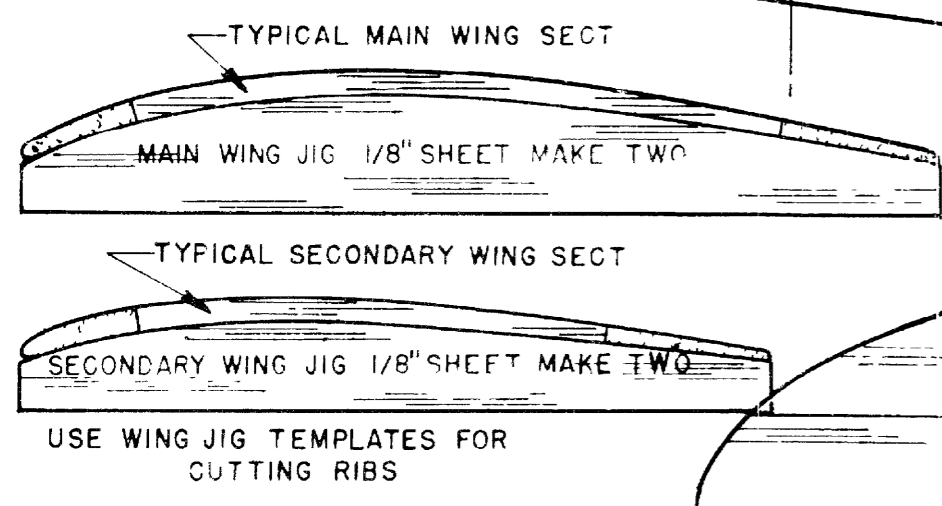 TYPICAL MAIN WING SECT
MAIN WING JIG 1/8" SHEET MAKE TWO
TYPICAL SECONDARY WING SECT
SECONDARY WING JIG 1/8" SHEET MAKE TWO
USE WING JIG TEMPLATES FOR
CUTTING RIBS